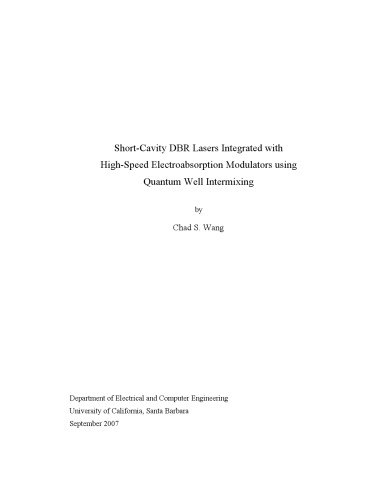 Short-Cavity DBR Lasers Integrated with
High-Speed Electroabsorption Modulators using
Quantum Well Intermixing
by
Chad S. Wang
Department of Electrical and Computer Engineering
University of California, Santa Barbara
September 2007